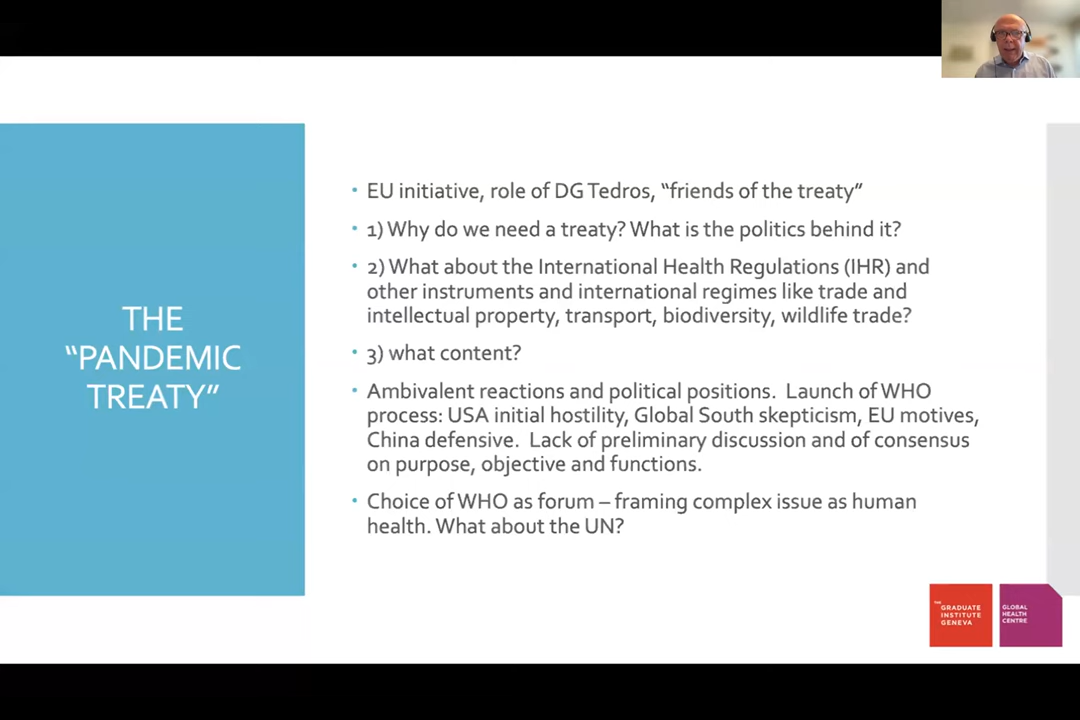 THE
“PANDEMIC
TREATY”
• EU initiative, role of DG Tedros, “friends of the treaty”
• 1) Why do we need a treaty? What is the politics behind it?
• 2) What about the International Health Regulations (IHR) and
other instruments and international regimes like trade and
intellectual property, transport, biodiversity, wildlife trade?
• 3) what content?
• Ambivalent reactions and political positions.  Launch of WHO
process: USA initial hostility, Global South skepticism, EU motives,
China defensive.  Lack of preliminary discussion and of consensus
on purpose, objective and functions.
• Choice of WHO as forum – framing complex issue as human
health. What about the UN?
THE
GRADUATE
INSTITUTE
GENEVA
GLOBAL
HEALTH
CENTRE